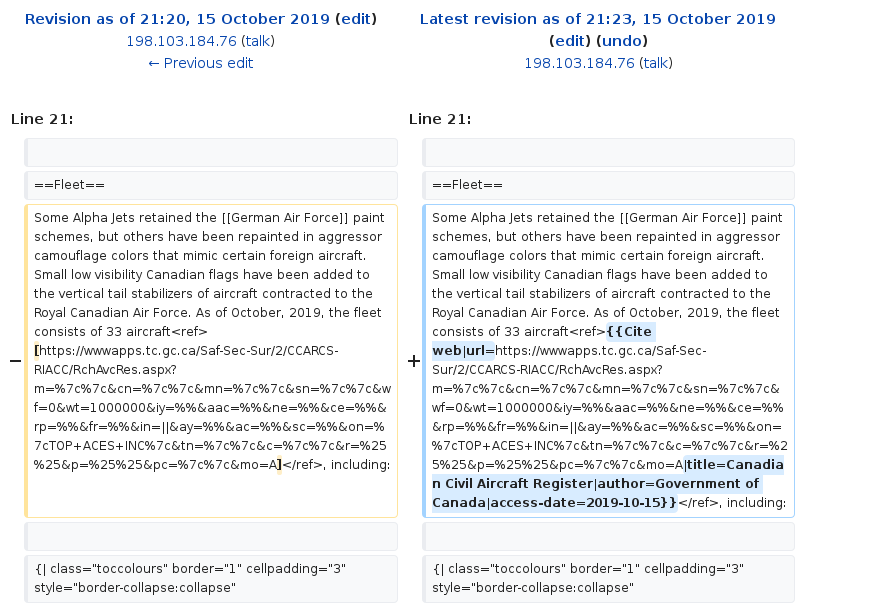 Revision as of 21:20, 15 October 2019 (edit)
198.103.184.76 (talk)
← Previous edit
Latest revision as of 21:23, 15 October 2019
(edit) (undo)
198.103.184.76 (talk)
Line 21:
Line 21:
==Fleet==
==Fleet==
−
Some Alpha Jets retained the [[German Air Force]] paint
schemes, but others have been repainted in aggressor
camouflage colors that mimic certain foreign aircraft.
Small low visibility Canadian flags have been added to
the vertical tail stabilizers of aircraft contracted to the
Royal Canadian Air Force. As of October, 2019, the fleet
consists of 33 aircraft<ref>
[https://wwwapps.tc.gc.ca/Saf-Sec-Sur/2/CCARCS-
RIACC/RchAvcRes.aspx?
m=%7c%7c&cn=%7c%7c&mn=%7c%7c&sn=%7c%7c&w
f=0&wt=1000000&iy=%%&aac=%%&ne=%%&ce=%%&
rp=%%&fr=%%&in=||&ay=%%&ac=%%&sc=%%&on=%
7cTOP+ACES+INC%7c&tn=%7c%7c&c=%7c%7c&r=%25
%25&p=%25%25&pc=%7c%7c&mo=A]</ref>, including:
+
Some Alpha Jets retained the [[German Air Force]] paint
schemes, but others have been repainted in aggressor
camouflage colors that mimic certain foreign aircraft.
Small low visibility Canadian flags have been added to
the vertical tail stabilizers of aircraft contracted to the
Royal Canadian Air Force. As of October, 2019, the fleet
consists of 33 aircraft<ref>{{Cite
web|url=https://wwwapps.tc.gc.ca/Saf-Sec-
Sur/2/CCARCS-RIACC/RchAvcRes.aspx?
m=%7c%7c&cn=%7c%7c&mn=%7c%7c&sn=%7c%7c&
wf=0&wt=1000000&iy=%%&aac=%%&ne=%%&ce=%%
&rp=%%&fr=%%&in=||&ay=%%&ac=%%&sc=%%&on=
%7cTOP+ACES+INC%7c&tn=%7c%7c&c=%7c%7c&r=%2
5%25&p=%25%25&pc=%7c%7c&mo=A|title=Canadia
n Civil Aircraft Register|author=Government of
Canada|access-date=2019-10-15}}</ref>, including:
{| class="toccolours" border="1" cellpadding="3"
style="border-collapse:collapse"
{| class="toccolours" border="1" cellpadding="3"
style="border-collapse:collapse"